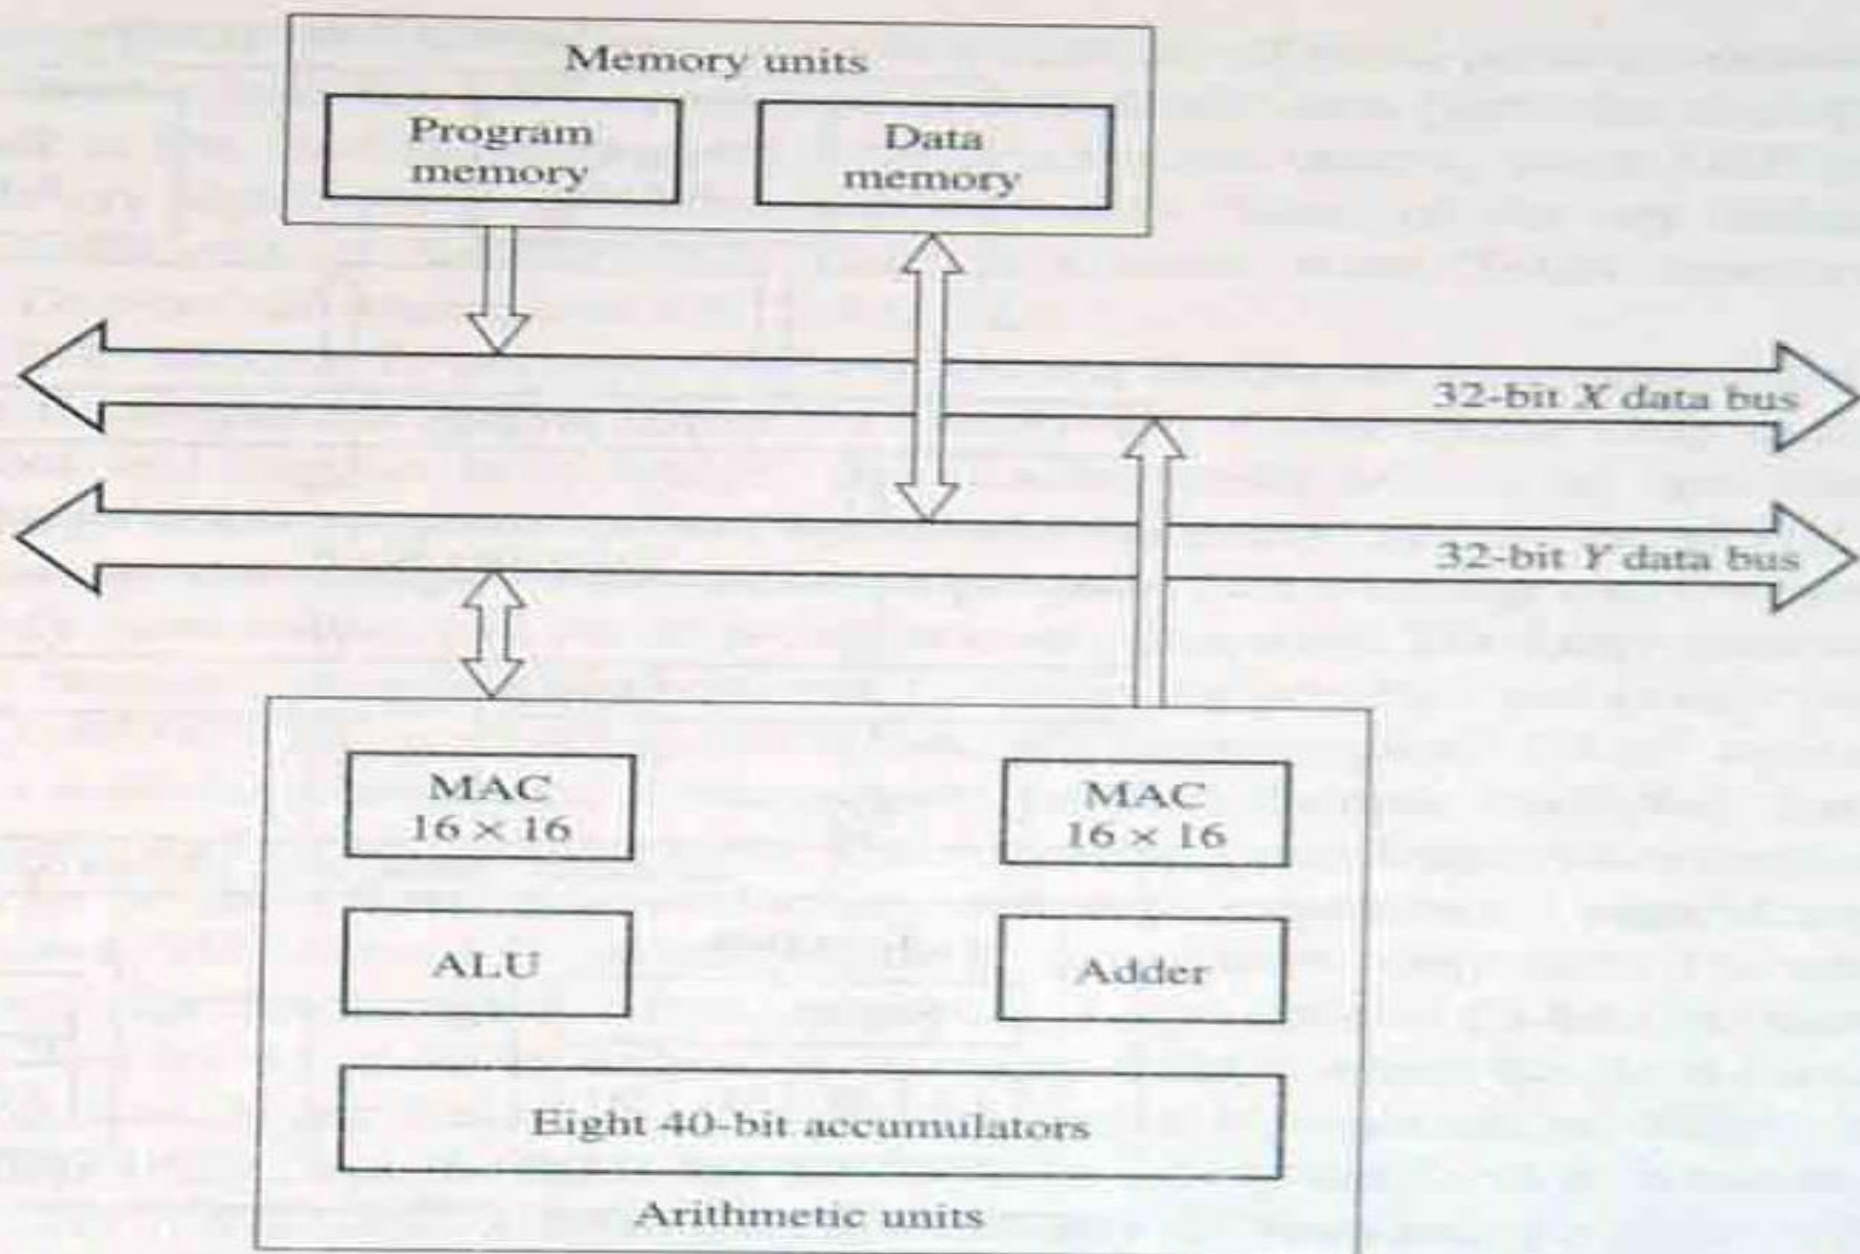 Memory units
Program
memory
Data
memory
32-bit X data bus
32-bit Y data bus
MAC
16 × 16
MAC
16 × 16
ALU
Adder
Eight 40-bit accumulators
Arithmetic units